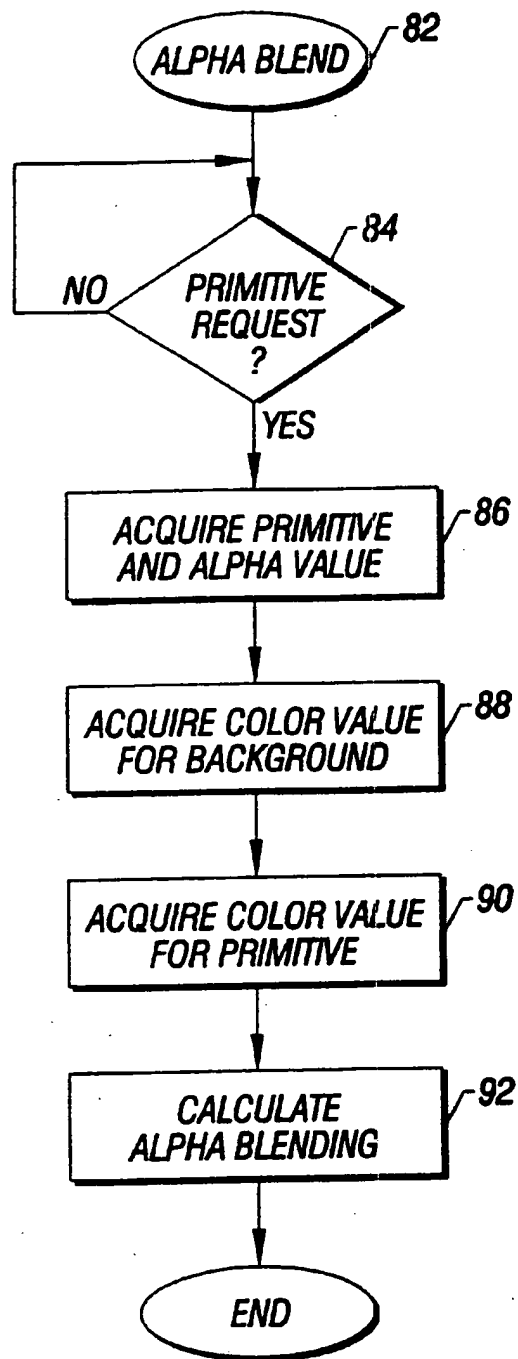 ALPHA BLEND
82
84
PRIMITIVE
REQUEST
?
NO
YES
ACQUIRE PRIMITIVE
AND ALPHA VALUE
86
ACQUIRE COLOR VALUE
FOR BACKGROUND
88
ACQUIRE COLOR VALUE
FOR PRIMITIVE
90
CALCULATE
ALPHA BLENDING
92
END